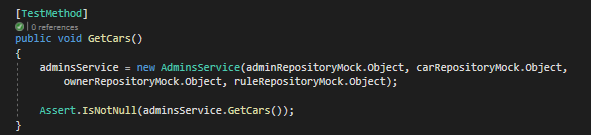 [TestMethod]
| 0 references
public void GetCars()
{
adminsService = new AdminsService(adminRepositoryMock.Object, carRepositoryMock.Object,
ownerRepositoryMock.Object, ruleRepositoryMock.Object);
Assert.IsNotNull(adminsService.GetCars());
}